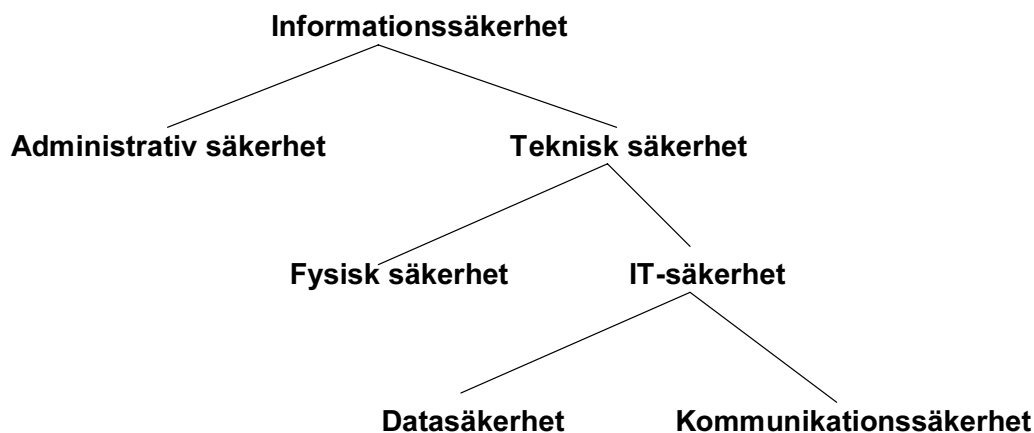 Informationssäkerhet
Administrativ säkerhet Teknisk säkerhet
Fysisk säkerhet IT-säkerhet
Datasäkerhet Kommunikationssäkerhet